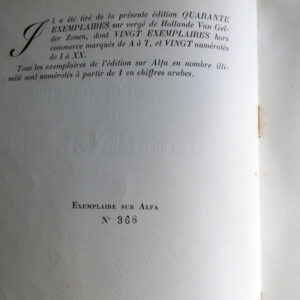 Il a été tiré de la présente édition QUARANTE
EXEMPLAIRES sur vergé de Hollande Van Gel-
der Zonen, dont VINGT EXEMPLAIRES hors
commerce marqués de A à T, et VINGT numérotés
de I à XX.
Tous les exemplaires de l'édition sur Alfa en nombre illi-
mité sont numérotés à partir de 1 en chiffres arabes.
EXEMPLAIRE SUR ALFA
N° 368